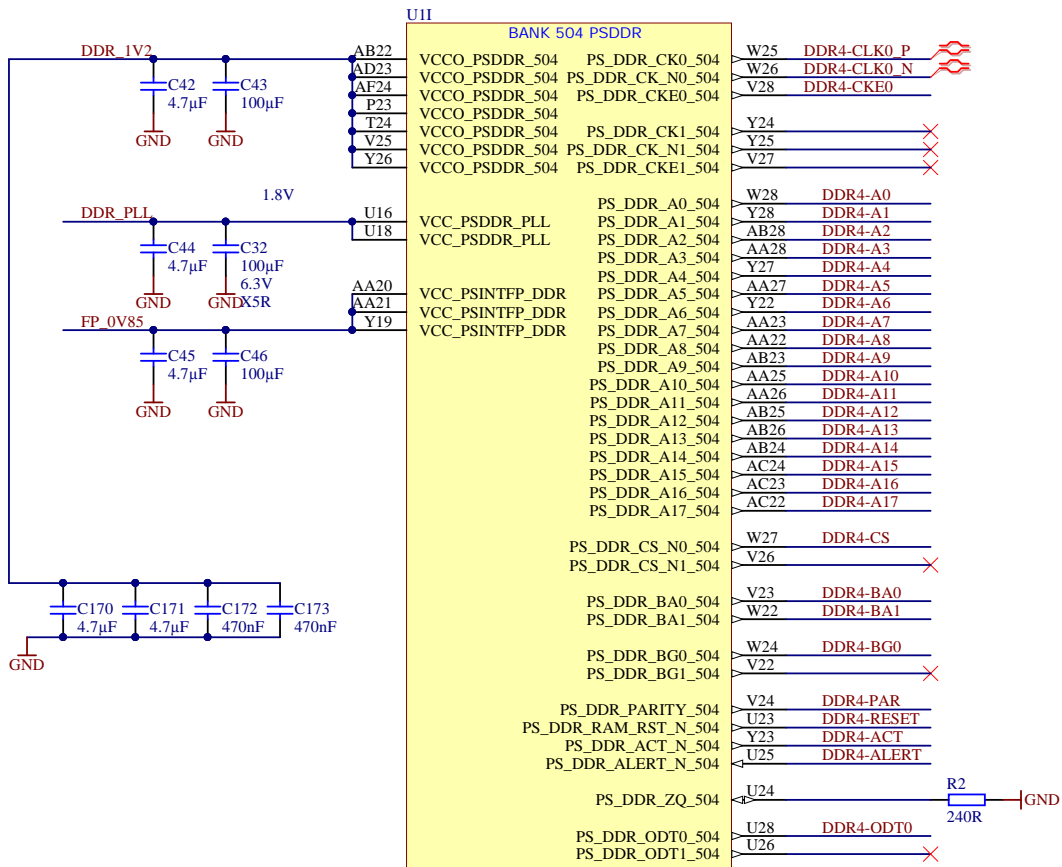 U1I
BANK 504 PSDDR
DDR_1V2
C42
4.7µF
GND
C43
100µF
GND
AB22 VCCO_PSDDR_504
AD23 VCCO_PSDDR_504
AF24 VCCO_PSDDR_504
P23 VCCO_PSDDR_504
T24 VCCO_PSDDR_504
V25 VCCO_PSDDR_504
Y26 VCCO_PSDDR_504
1.8V
DDR_PLL
C44
4.7µF
GND
C32
100µF
6.3V
X5R
GND
U16 VCC_PSDDR_PLL
U18 VCC_PSDDR_PLL
AA20 VCC_PSINTFP_DDR
AA21 VCC_PSINTFP_DDR
Y19 VCC_PSINTFP_DDR
FP_0V85
C45
4.7µF
GND
C46
100µF
GND
C170
4.7µF
C171
4.7µF
C172
470nF
C173
470nF
GND
PS_DDR_CK0_504 W25 DDR4-CLK0_P
PS_DDR_CK_N0_504 W26 DDR4-CLK0_N
PS_DDR_CKE0_504 V28 DDR4-CKE0
PS_DDR_CK1_504 Y24
PS_DDR_CK_N1_504 Y25
PS_DDR_CKE1_504 V27
PS_DDR_A0_504 W28 DDR4-A0
PS_DDR_A1_504 Y28 DDR4-A1
PS_DDR_A2_504 AB28 DDR4-A2
PS_DDR_A3_504 AA28 DDR4-A3
PS_DDR_A4_504 Y27 DDR4-A4
PS_DDR_A5_504 AA27 DDR4-A5
PS_DDR_A6_504 Y22 DDR4-A6
PS_DDR_A7_504 AA23 DDR4-A7
PS_DDR_A8_504 AA22 DDR4-A8
PS_DDR_A9_504 AB23 DDR4-A9
PS_DDR_A10_504 AA25 DDR4-A10
PS_DDR_A11_504 AA26 DDR4-A11
PS_DDR_A12_504 AB25 DDR4-A12
PS_DDR_A13_504 AB26 DDR4-A13
PS_DDR_A14_504 AB24 DDR4-A14
PS_DDR_A15_504 AC24 DDR4-A15
PS_DDR_A16_504 AC23 DDR4-A16
PS_DDR_A17_504 AC22 DDR4-A17
PS_DDR_CS_N0_504 W27 DDR4-CS
PS_DDR_CS_N1_504 V26
PS_DDR_BA0_504 V23 DDR4-BA0
PS_DDR_BA1_504 W22 DDR4-BA1
PS_DDR_BG0_504 W24 DDR4-BG0
PS_DDR_BG1_504 V22
PS_DDR_PARITY_504 V24 DDR4-PAR
PS_DDR_RAM_RST_N_504 U23 DDR4-RESET
PS_DDR_ACT_N_504 Y23 DDR4-ACT
PS_DDR_ALERT_N_504 U25 DDR4-ALERT
PS_DDR_ZQ_504 U24
R2
240R
GND
PS_DDR_ODT0_504 U28 DDR4-ODT0
PS_DDR_ODT1_504 U26